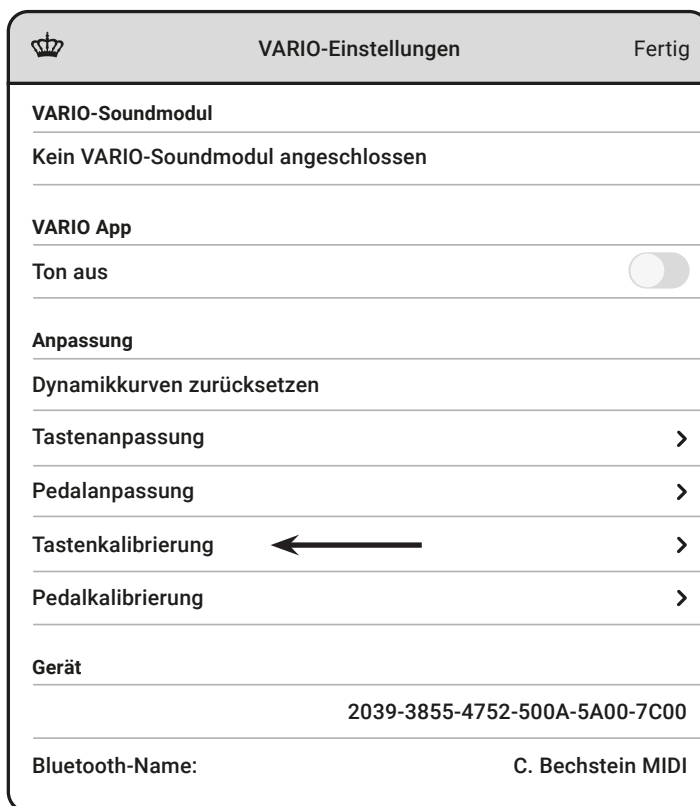 VARIO-Einstellungen Fertig
VARIO-Soundmodul
Kein VARIO-Soundmodul angeschlossen
VARIO App
Ton aus
Anpassung
Dynamikkurven zurücksetzen
Tastenanpassung
Pedalanpassung
Tastenkalibrierung
Pedalkalibrierung
Gerät
2039-3855-4752-500A-5A00-7C00
Bluetooth-Name: C. Bechstein MIDI